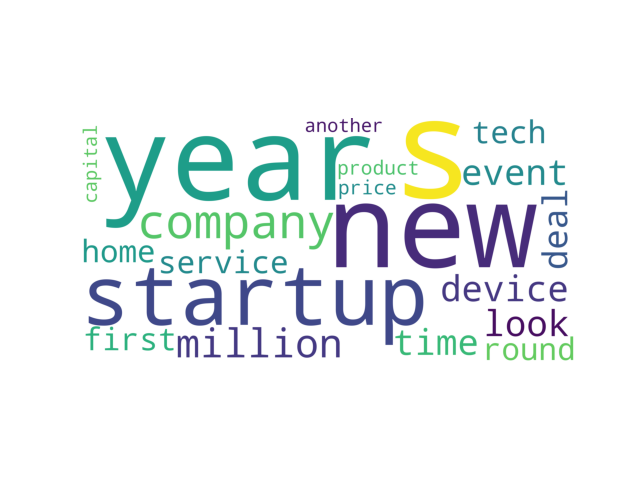 another
year
s
tech
capital
product
event
price
new
company
deal
home
service
startup
device
look
first
million
time
round